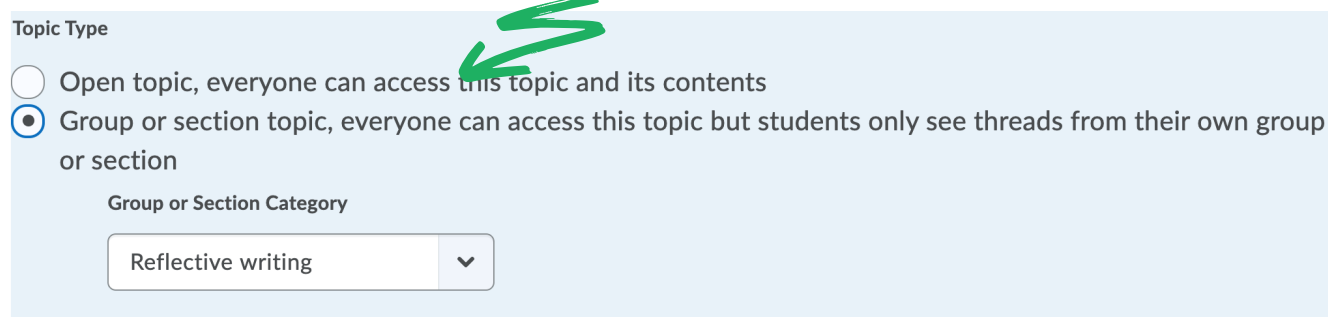 Topic Type
Open topic, everyone can access this topic and its contents
Group or section topic, everyone can access this topic but students only see threads from their own group
or section
Group or Section Category
Reflective writing